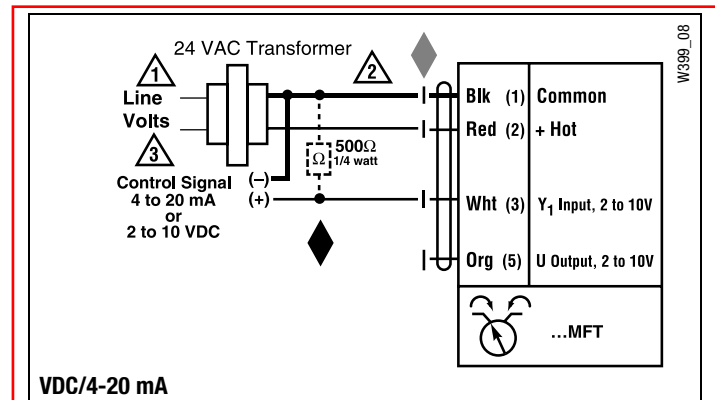 W399_08
24 VAC Transformer
1
2
Line
Volts
3
Control Signal
4 to 20 mA
or
2 to 10 VDC
(–)
(+)
Ω
500Ω
1/4 watt
Blk (1) Common
Red (2) + Hot
Wht (3) Y₁ Input, 2 to 10V
Org (5) U Output, 2 to 10V
...MFT
VDC/4-20 mA